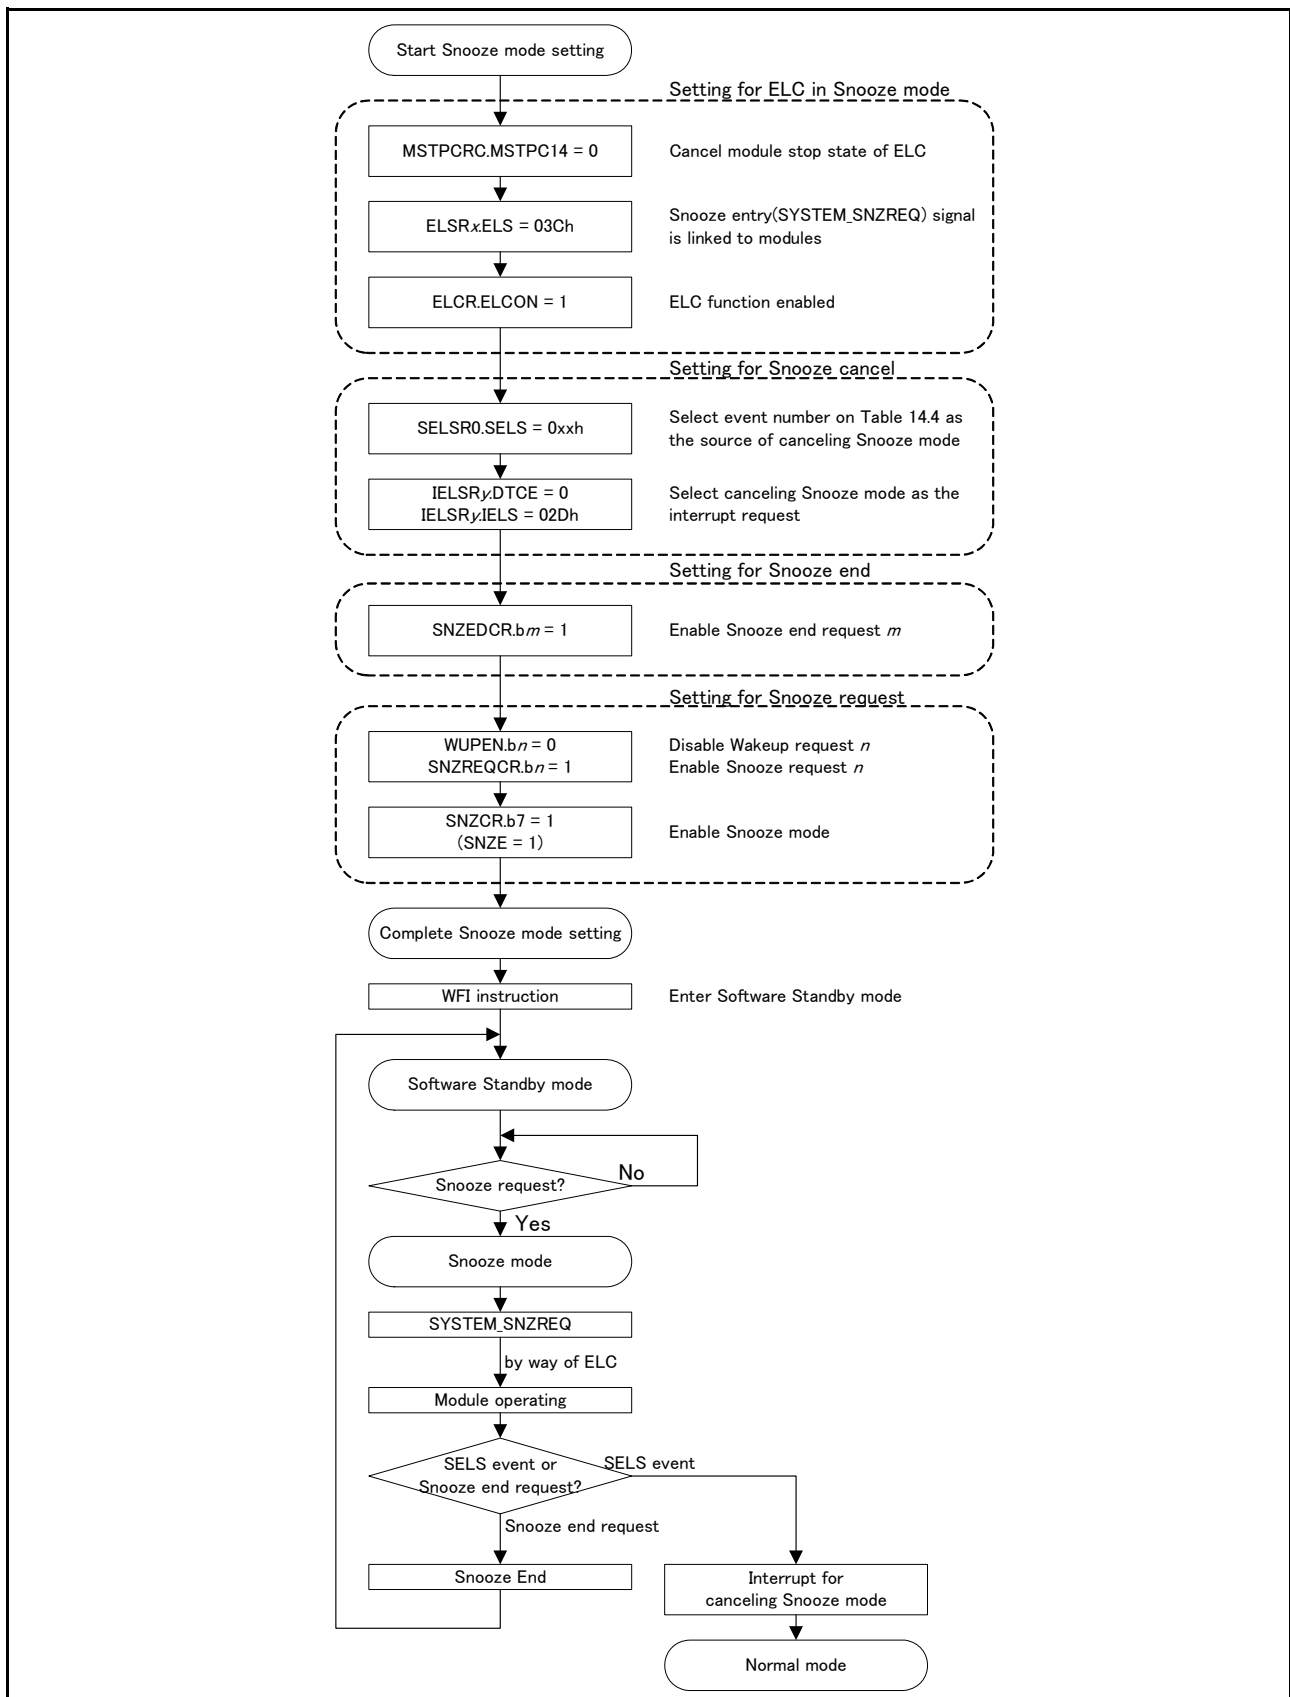 Start Snooze mode setting
Setting for ELC in Snooze mode
MSTPCRC.MSTPC14 = 0
Cancel module stop state of ELC
ELSRx.ELS = 03Ch
Snooze entry(SYSTEM_SNZREQ) signal
is linked to modules
ELCR.ELCON = 1
ELC function enabled
Setting for Snooze cancel
SELSR0.SELS = 0xxh
Select event number on Table 14.4 as
the source of canceling Snooze mode
IELSRy.DTCE = 0
IELSRy.IELS = 02Dh
Select canceling Snooze mode as the
interrupt request
Setting for Snooze end
SNZEDCR.bm = 1
Enable Snooze end request m
Setting for Snooze request
WUPEN.bn = 0
SNZREQCR.bn = 1
Disable Wakeup request n
Enable Snooze request n
SNZCR.b7 = 1
(SNZE = 1)
Enable Snooze mode
Complete Snooze mode setting
WFI instruction
Enter Software Standby mode
Software Standby mode
Snooze request?
No
Yes
Snooze mode
SYSTEM_SNZREQ
by way of ELC
Module operating
SELS event or
Snooze end request?
SELS event
Snooze end request
Snooze End
Interrupt for
canceling Snooze mode
Normal mode